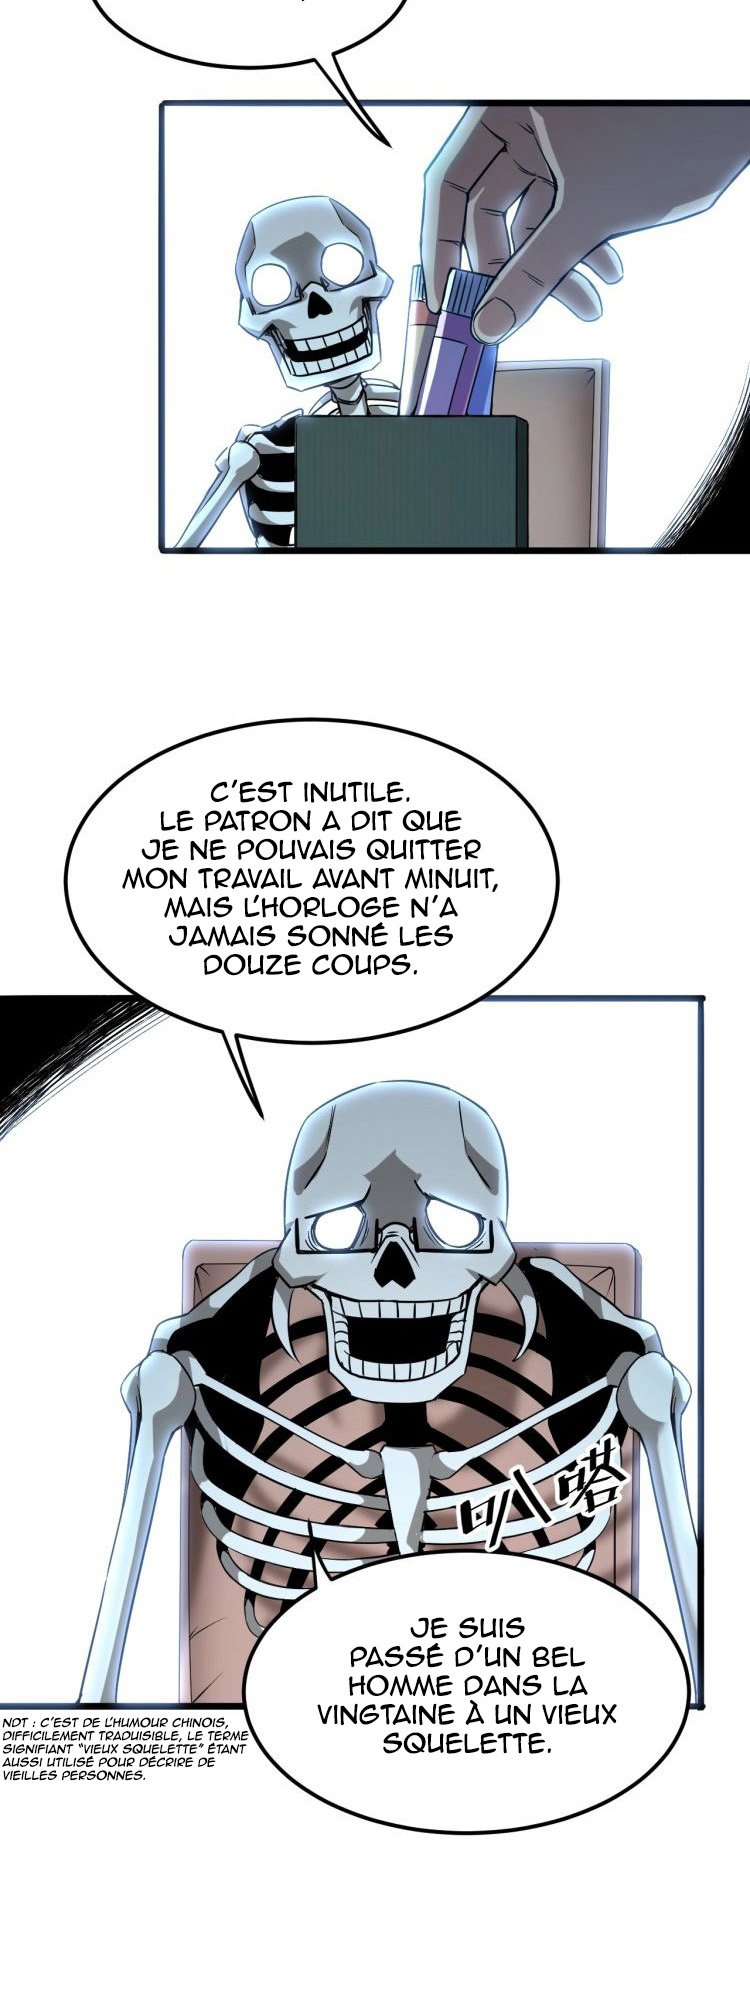 C'EST INUTILE.
LE PATRON A DIT QUE
JE NE POUVAIS QUITTER
MON TRAVAIL AVANT MINUIT,
MAIS L'HORLOGE N'A
JAMAIS SONNÉ LES
DOUZE COUPS.
叭嗒
JE SUIS
PASSÉ D'UN BEL
HOMME DANS LA
VINGTAINE À UN VIEUX
SQUELETTE.
NDT : C'EST DE L'HUMOUR CHINOIS,
DIFFICILEMENT TRADUISIBLE, LE TERME
SIGNIFIANT "VIEUX SQUELETTE" ÉTANT
AUSSI UTILISÉ POUR DÉCRIRE DE
VIEILLES PERSONNES.